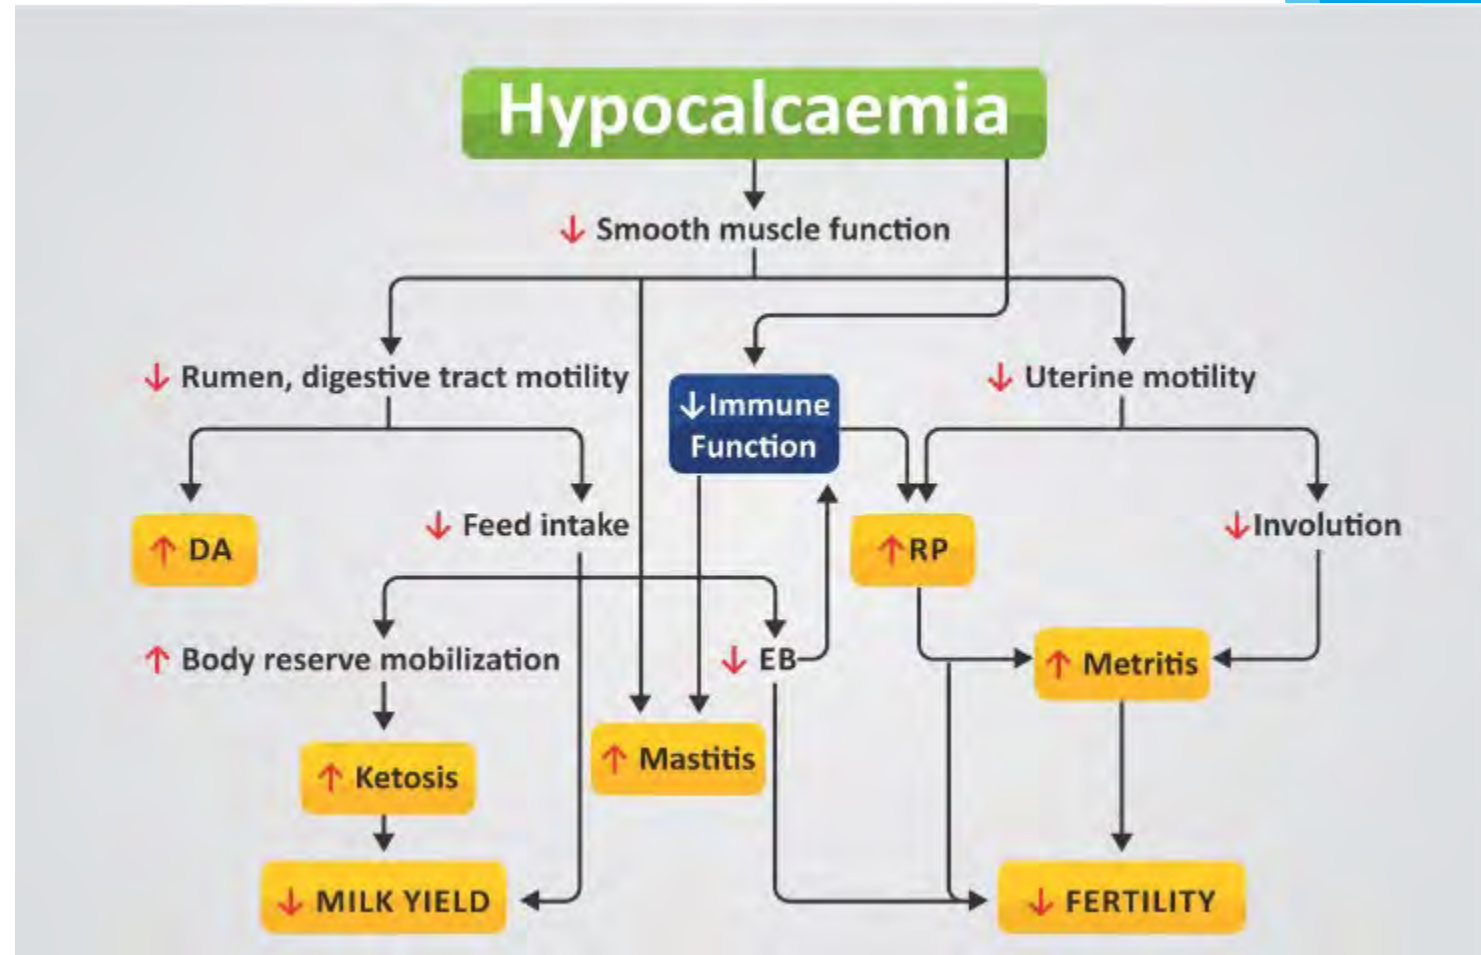 Hypocalcaemia
↓ Smooth muscle function
↓ Rumen, digestive tract motility
↓Immune
Function
↓ Uterine motility
↑ DA
↓ Feed intake
↑RP
↓Involution
↑ Body reserve mobilization
↓ EB
↑ Metritis
↑ Ketosis
↑ Mastitis
↓ MILK YIELD
↓ FERTILITY